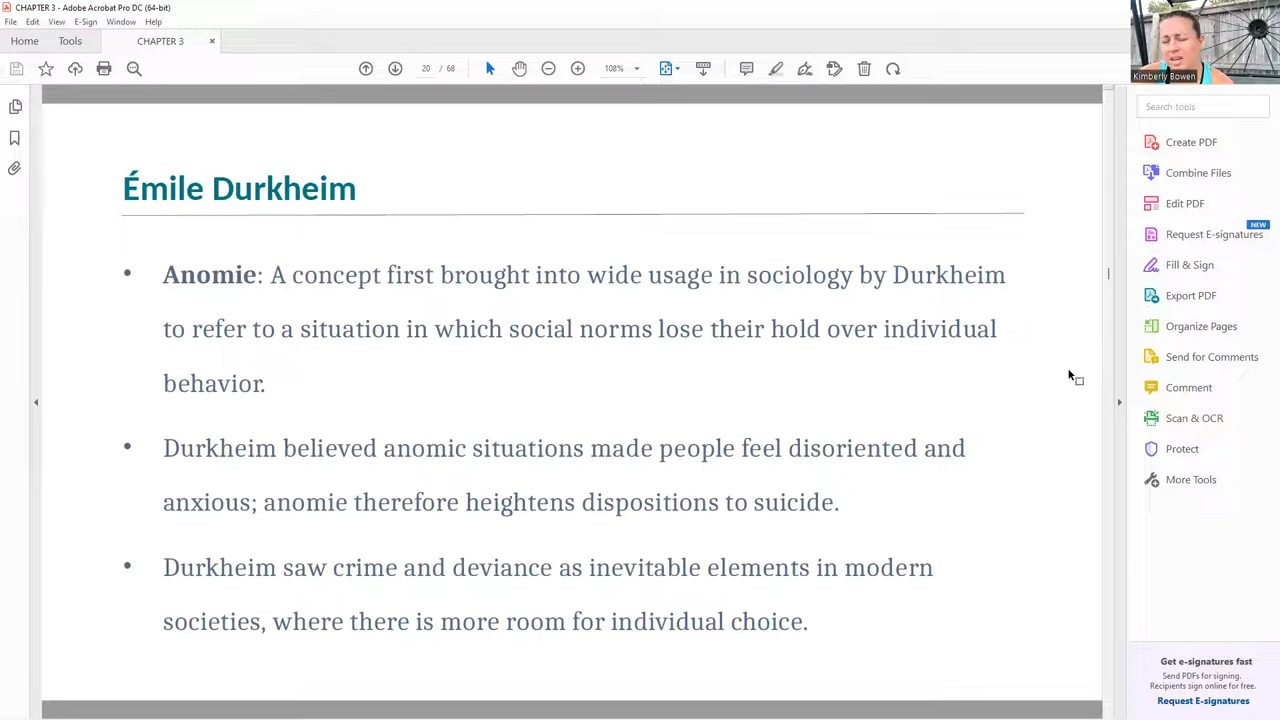 CHAPTER 3 - Adobe Acrobat Pro DC (64-bit)
File Edit View E-Sign Window Help
Home Tools CHAPTER 3 ×
20 / 68 108%
Kimberly Bowen
Émile Durkheim
• Anomie: A concept first brought into wide usage in sociology by Durkheim
to refer to a situation in which social norms lose their hold over individual
behavior.
• Durkheim believed anomic situations made people feel disoriented and
anxious; anomie therefore heightens dispositions to suicide.
• Durkheim saw crime and deviance as inevitable elements in modern
societies, where there is more room for individual choice.
Search tools
Create PDF
Combine Files
Edit PDF
NEW
Request E-signatures
Fill & Sign
Export PDF
Organize Pages
Send for Comments
Comment
Scan & OCR
Protect
More Tools
Get e-signatures fast
Send PDFs for signing.
Recipients sign online for free.
Request E-signatures